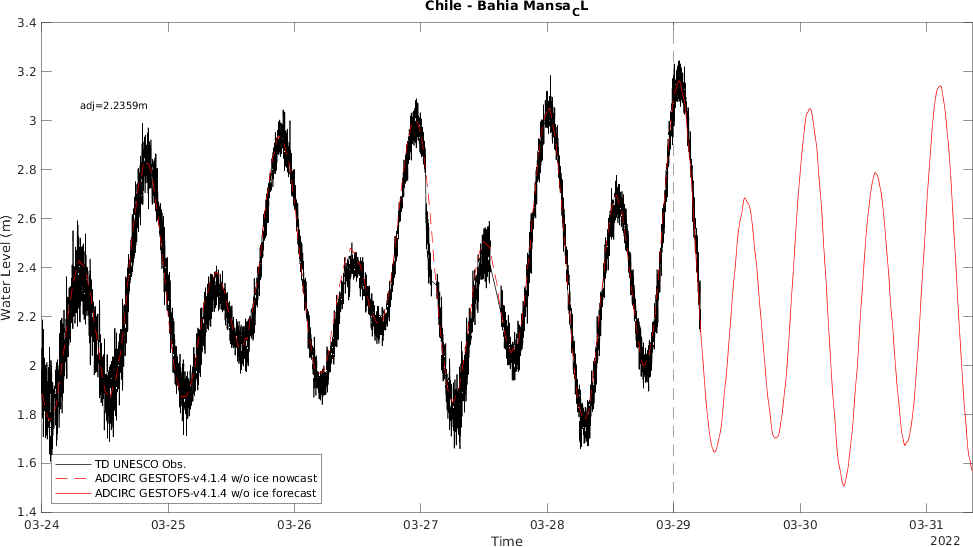 Chile - Bahia Mansa_CL
3.4
3.2
3
2.8
2.6
2.4
2.2
2
1.8
1.6
1.4
Water Level (m)
adj=2.2359m
TD UNESCO Obs.
ADCIRC GESTOFS-v4.1.4 w/o ice nowcast
ADCIRC GESTOFS-v4.1.4 w/o ice forecast
03-24 03-25 03-26 03-27 03-28 03-29 03-30 03-31
Time
2022